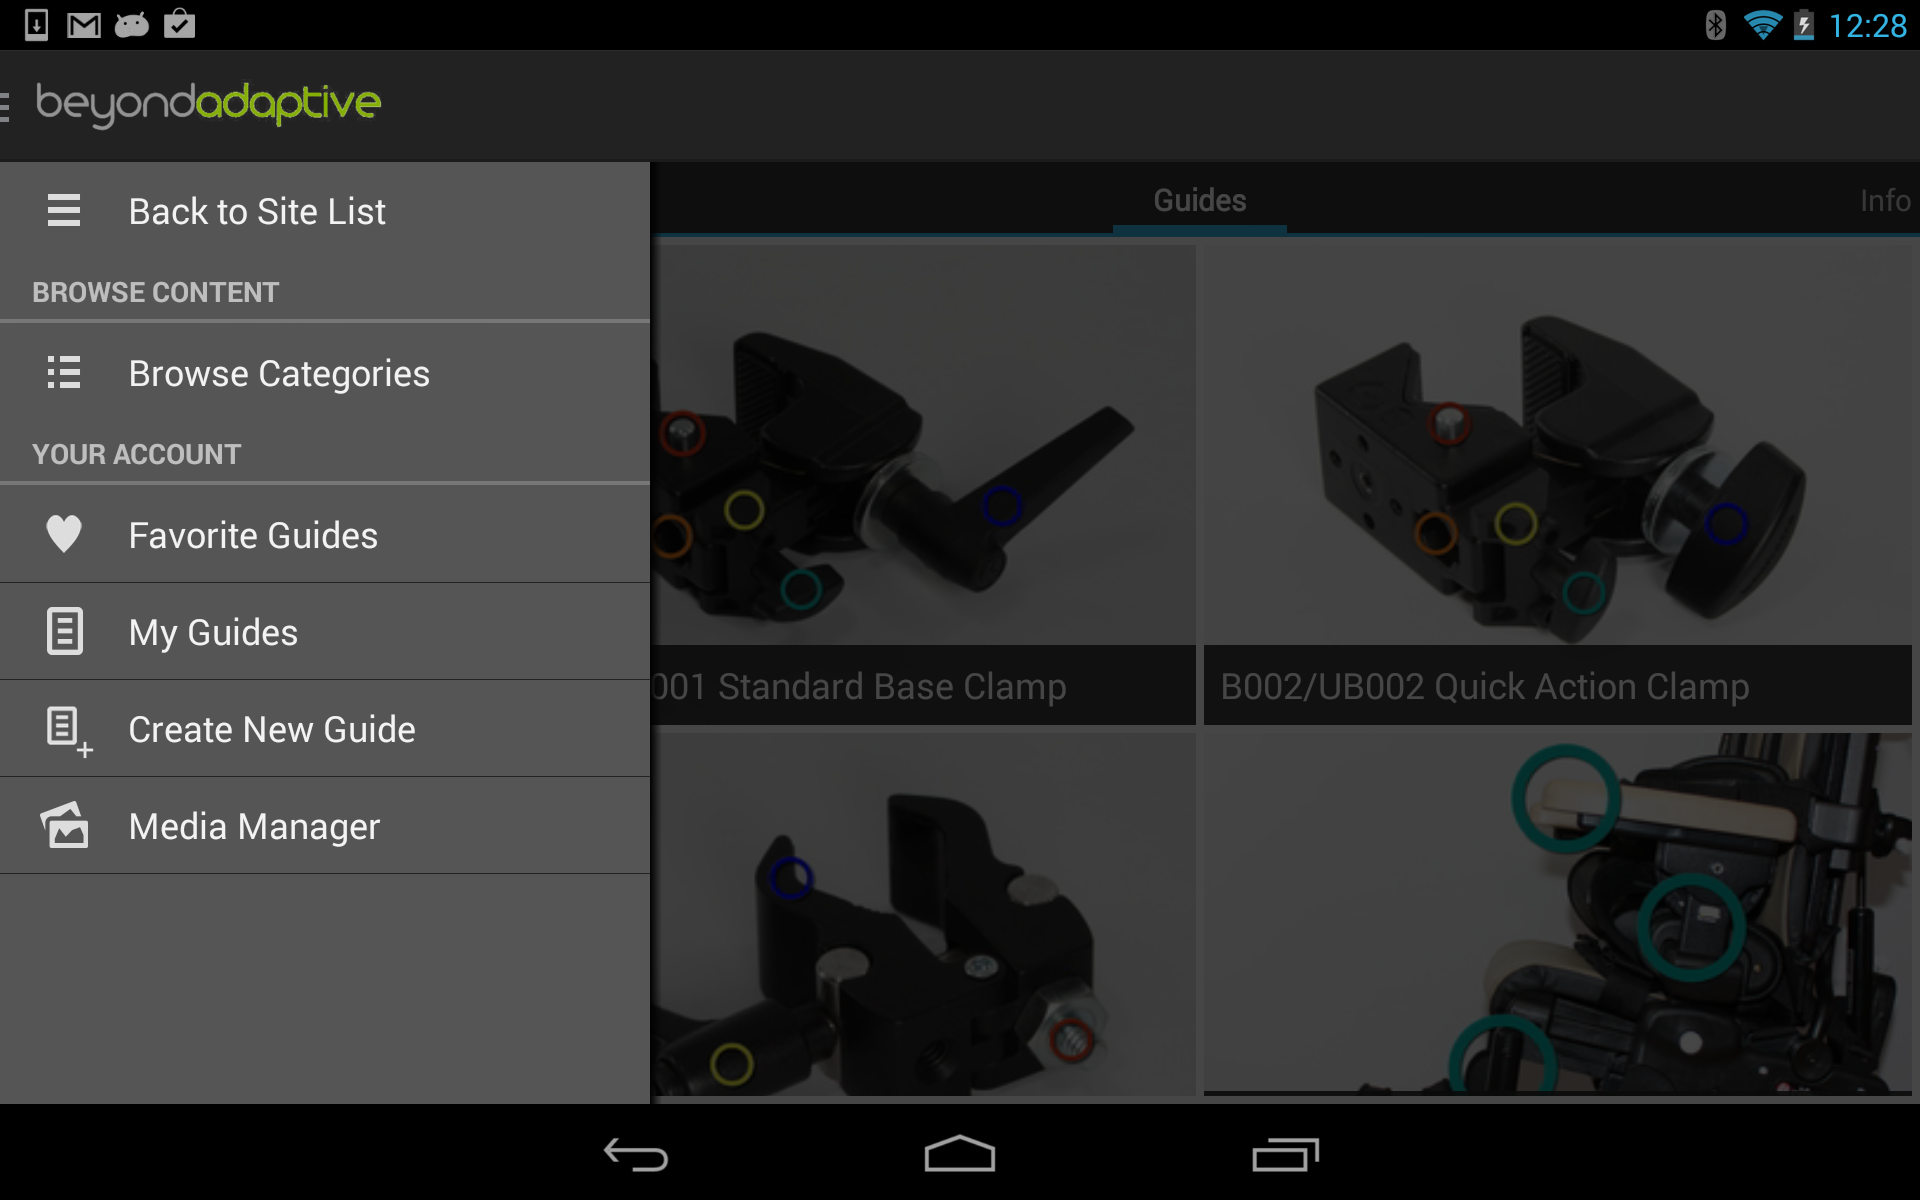 12:28
beyondadaptive
Back to Site List
BROWSE CONTENT
Browse Categories
YOUR ACCOUNT
Favorite Guides
My Guides
Create New Guide
Media Manager
Guides
Info
001 Standard Base Clamp
B002/UB002 Quick Action Clamp